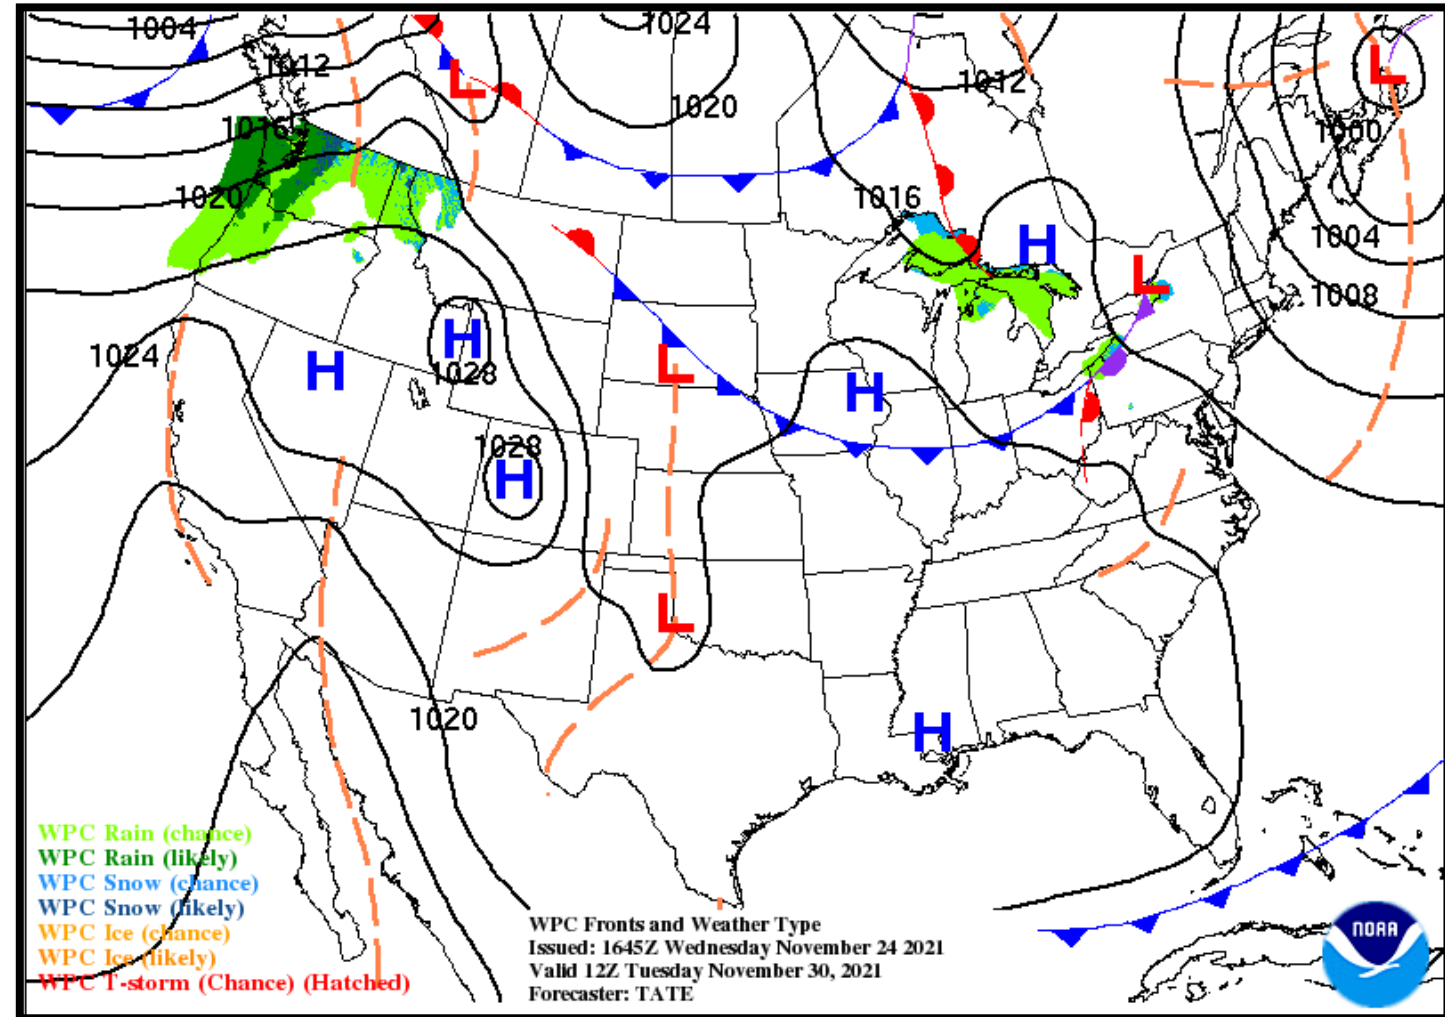 1004
1024
1012
1012
1020
L
L
1016
1000
1020
1016
1004
H
L
1008
1024
H
H
1028
L
H
1028
H
L
1020
H
WPC Rain (chance)
WPC Rain (likely)
WPC Snow (chance)
WPC Snow (likely)
WPC Ice (chance)
WPC Ice (likely)
WPC T-storm (Chance) (Hatched)
WPC Fronts and Weather Type
Issued: 1645Z Wednesday November 24 2021
Valid 12Z Tuesday November 30, 2021
Forecaster: TATE
NOAA